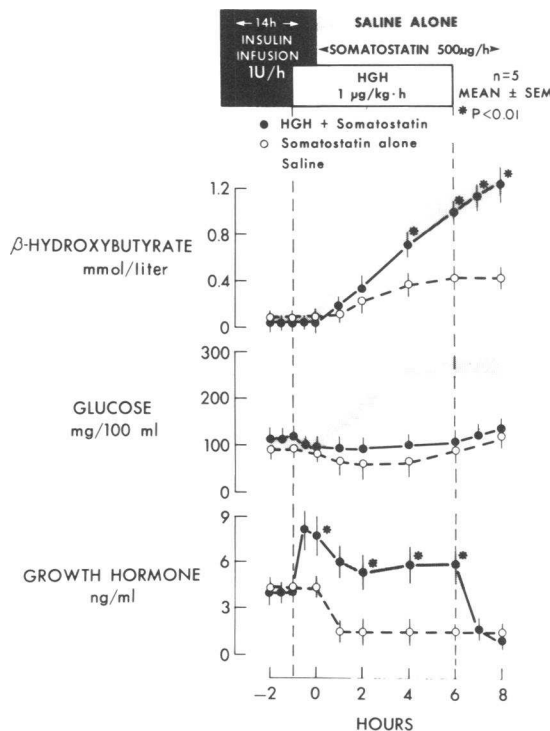 14h
INSULIN
INFUSION
1U/h
SALINE ALONE
SOMATOSTATIN 500µg/h
HGH
1 µg/kg·h
n=5
MEAN ± SEM
* P<0.01
● HGH + Somatostatin
○ Somatostatin alone
Saline
1.2
0.8
0.4
0
β-HYDROXYBUTYRATE
mmol/liter
300
200
100
0
GLUCOSE
mg/100 ml
9
6
3
0
GROWTH HORMONE
ng/ml
-2 0 2 4 6 8
HOURS